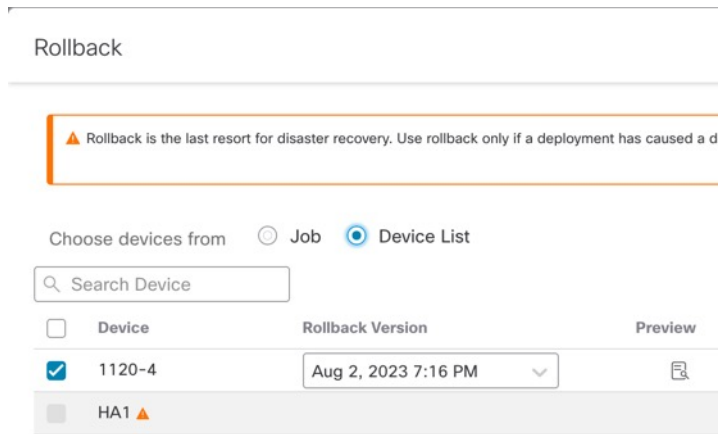 Rollback
Rollback is the last resort for disaster recovery. Use rollback only if a deployment has caused a d
Choose devices from Job Device List
Search Device
Device Rollback Version Preview
1120-4 Aug 2, 2023 7:16 PM
HA1